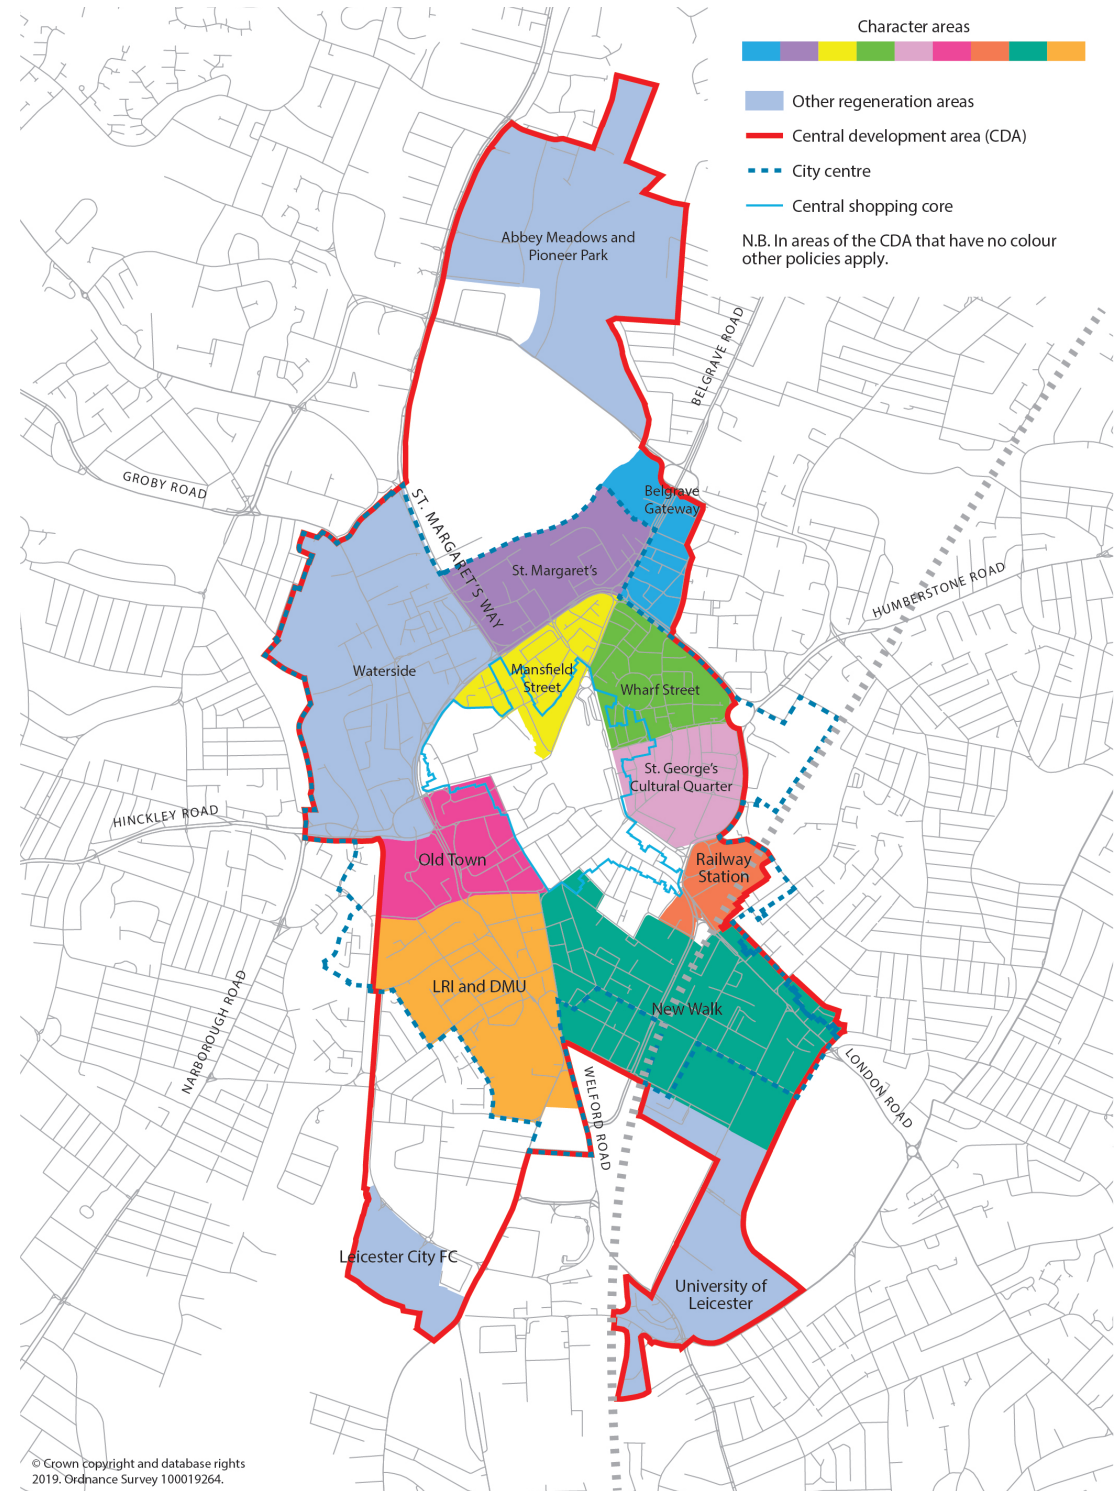 Character areas
Other regeneration areas
Central development area (CDA)
City centre
Central shopping core
N.B. In areas of the CDA that have no colour
other policies apply.
Abbey Meadows and
Pioneer Park
BELGRAVE ROAD
GROBY ROAD
ST. MARGARET'S WAY
Belgrave
Gateway
St. Margaret's
HUMBERSTONE ROAD
Waterside
Mansfield
Street
Wharf Street
St. George's
Cultural Quarter
HINCKLEY ROAD
Old Town
Railway
Station
LRI and DMU
New Walk
NARBOROUGH ROAD
WELFORD ROAD
LONDON ROAD
Leicester City FC
University of
Leicester
© Crown copyright and database rights
2019. Ordnance Survey 100019264.